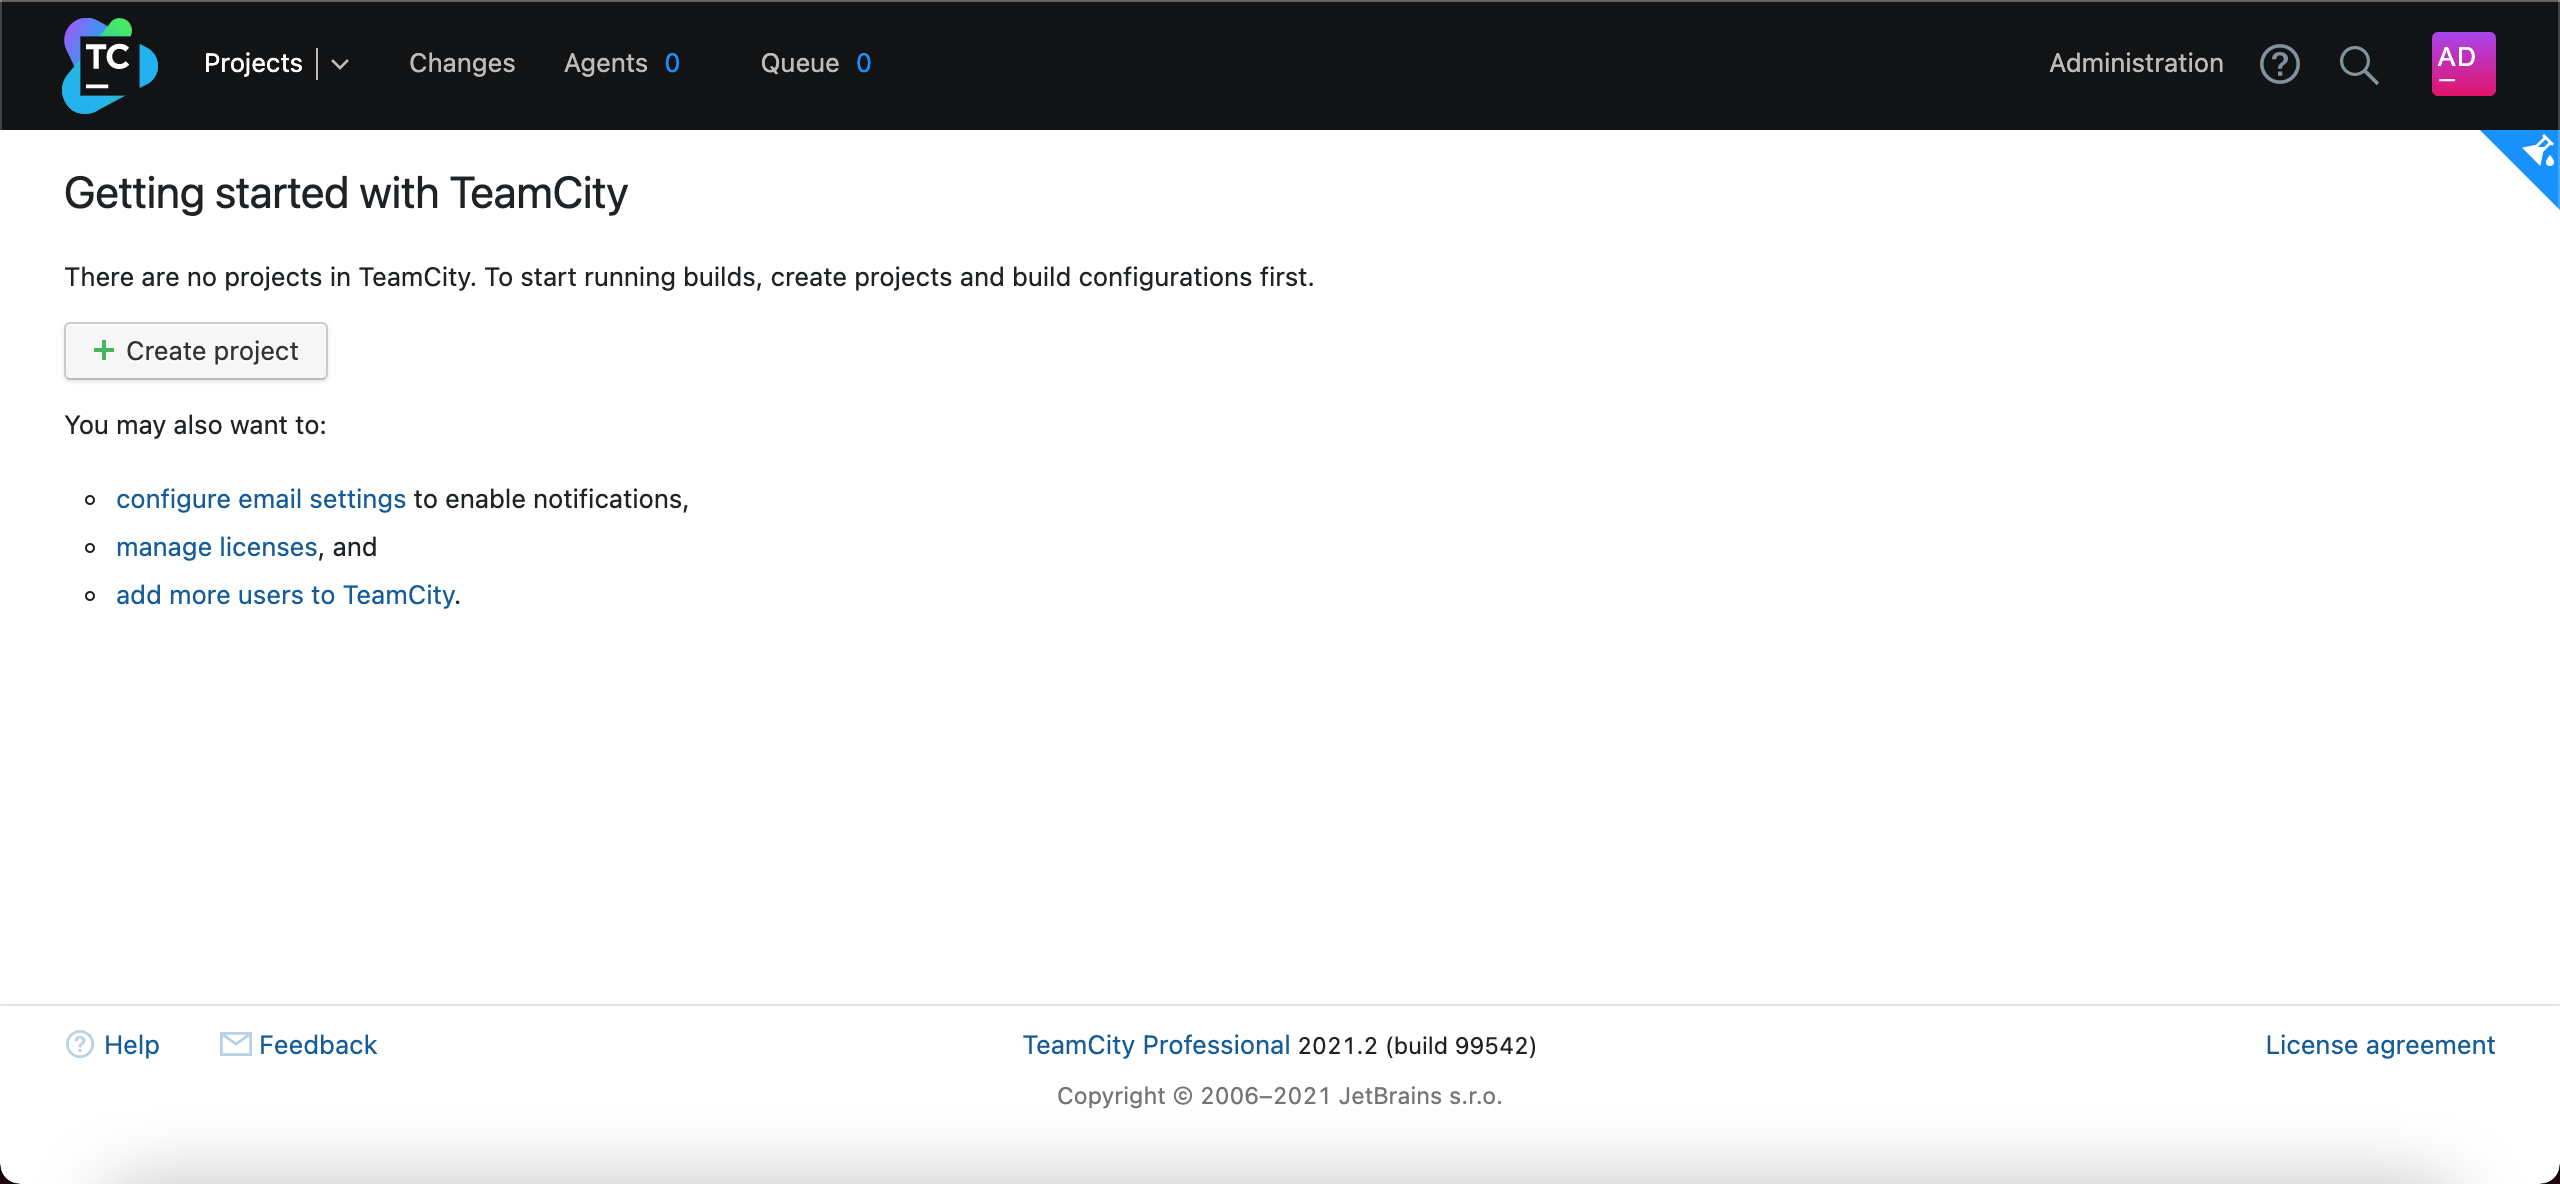 TC
Projects
Changes
Agents 0
Queue 0
Administration
?
AD
Getting started with TeamCity
There are no projects in TeamCity. To start running builds, create projects and build configurations first.
+ Create project
You may also want to:
configure email settings to enable notifications,
manage licenses, and
add more users to TeamCity.
? Help
Feedback
TeamCity Professional 2021.2 (build 99542)
License agreement
Copyright © 2006–2021 JetBrains s.r.o.